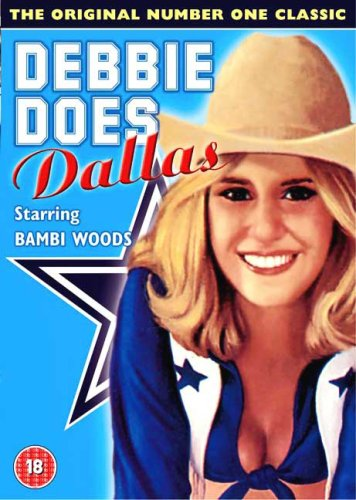 THE ORIGINAL NUMBER ONE CLASSIC
DEBBIE
DOES
Dallas
Starring
BAMBI WOODS
18